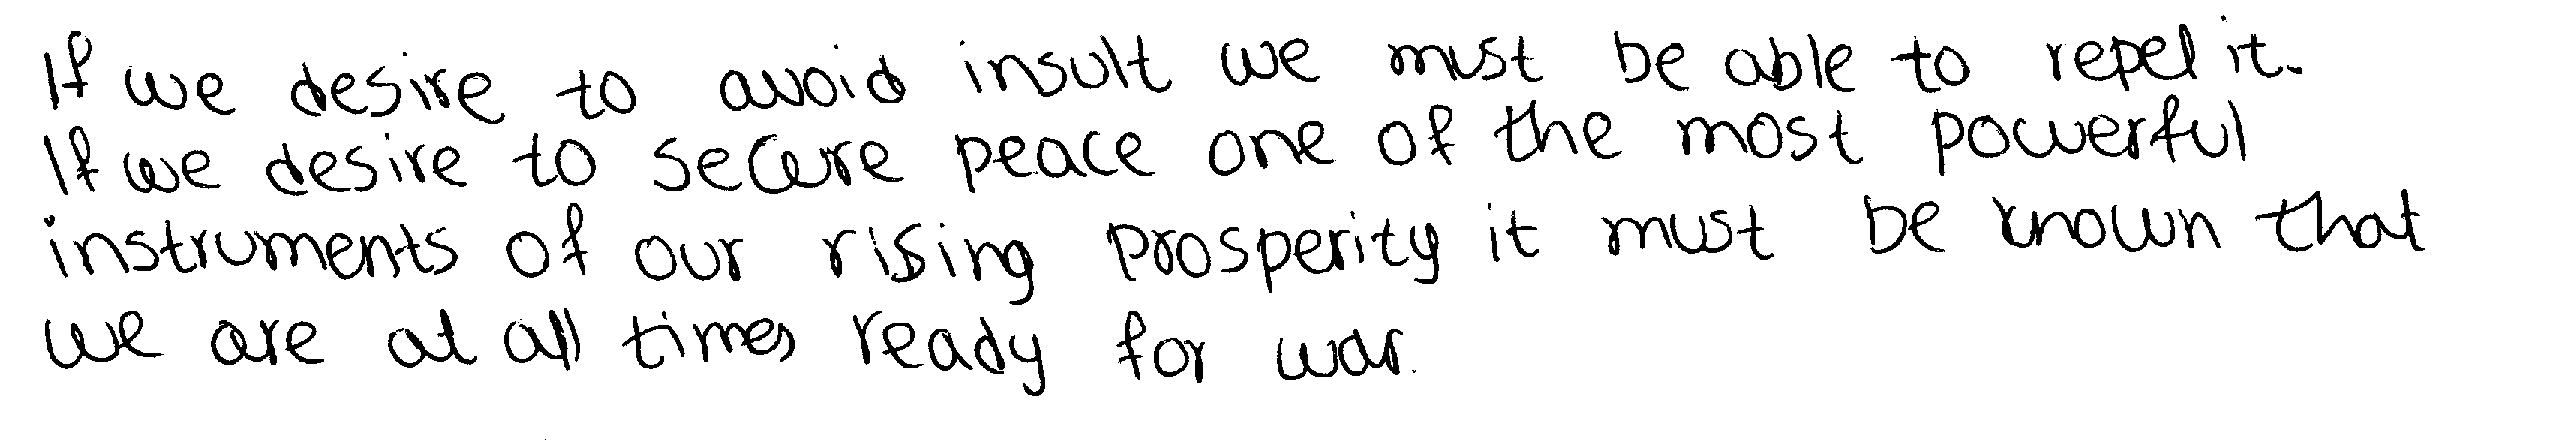 If we desire to avoid insult we must be able to repel it.
If we desire to secure peace one of the most powerful
instruments of our rising prosperity it must be known that
we are at all times ready for war.